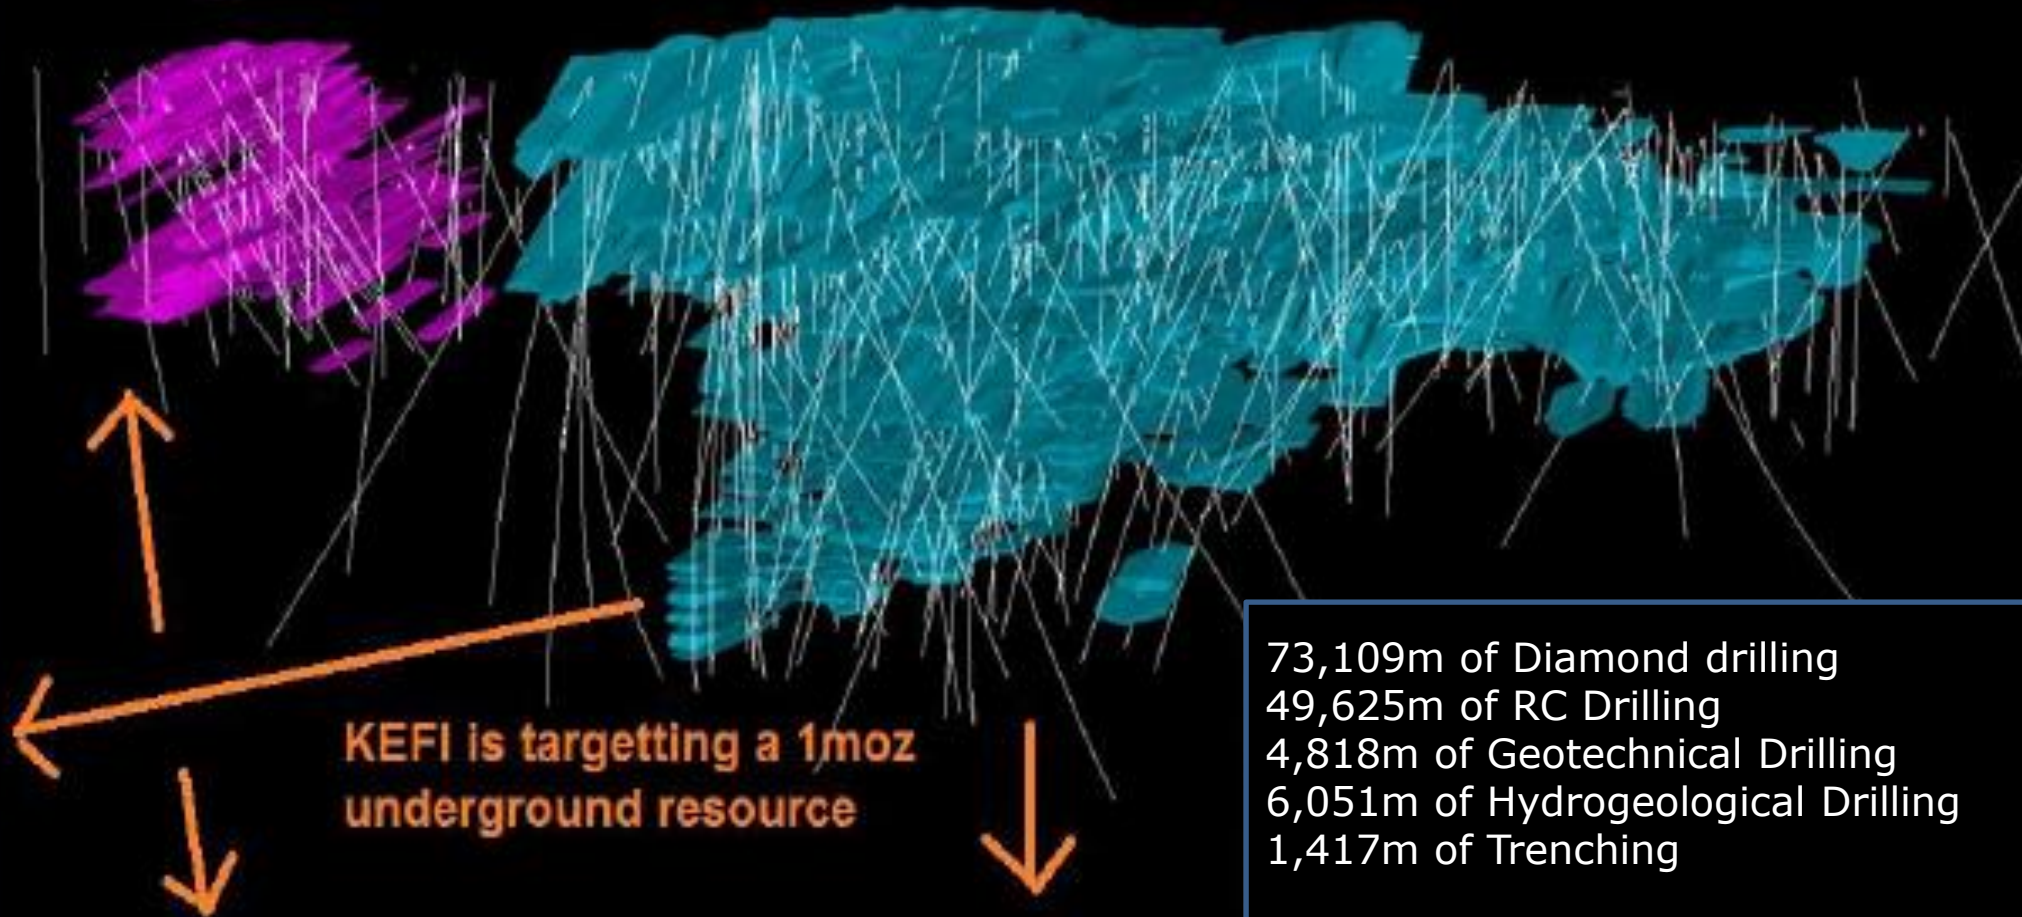 KEFI is targetting a 1moz
underground resource
73,109m of Diamond drilling
49,625m of RC Drilling
4,818m of Geotechnical Drilling
6,051m of Hydrogeological Drilling
1,417m of Trenching